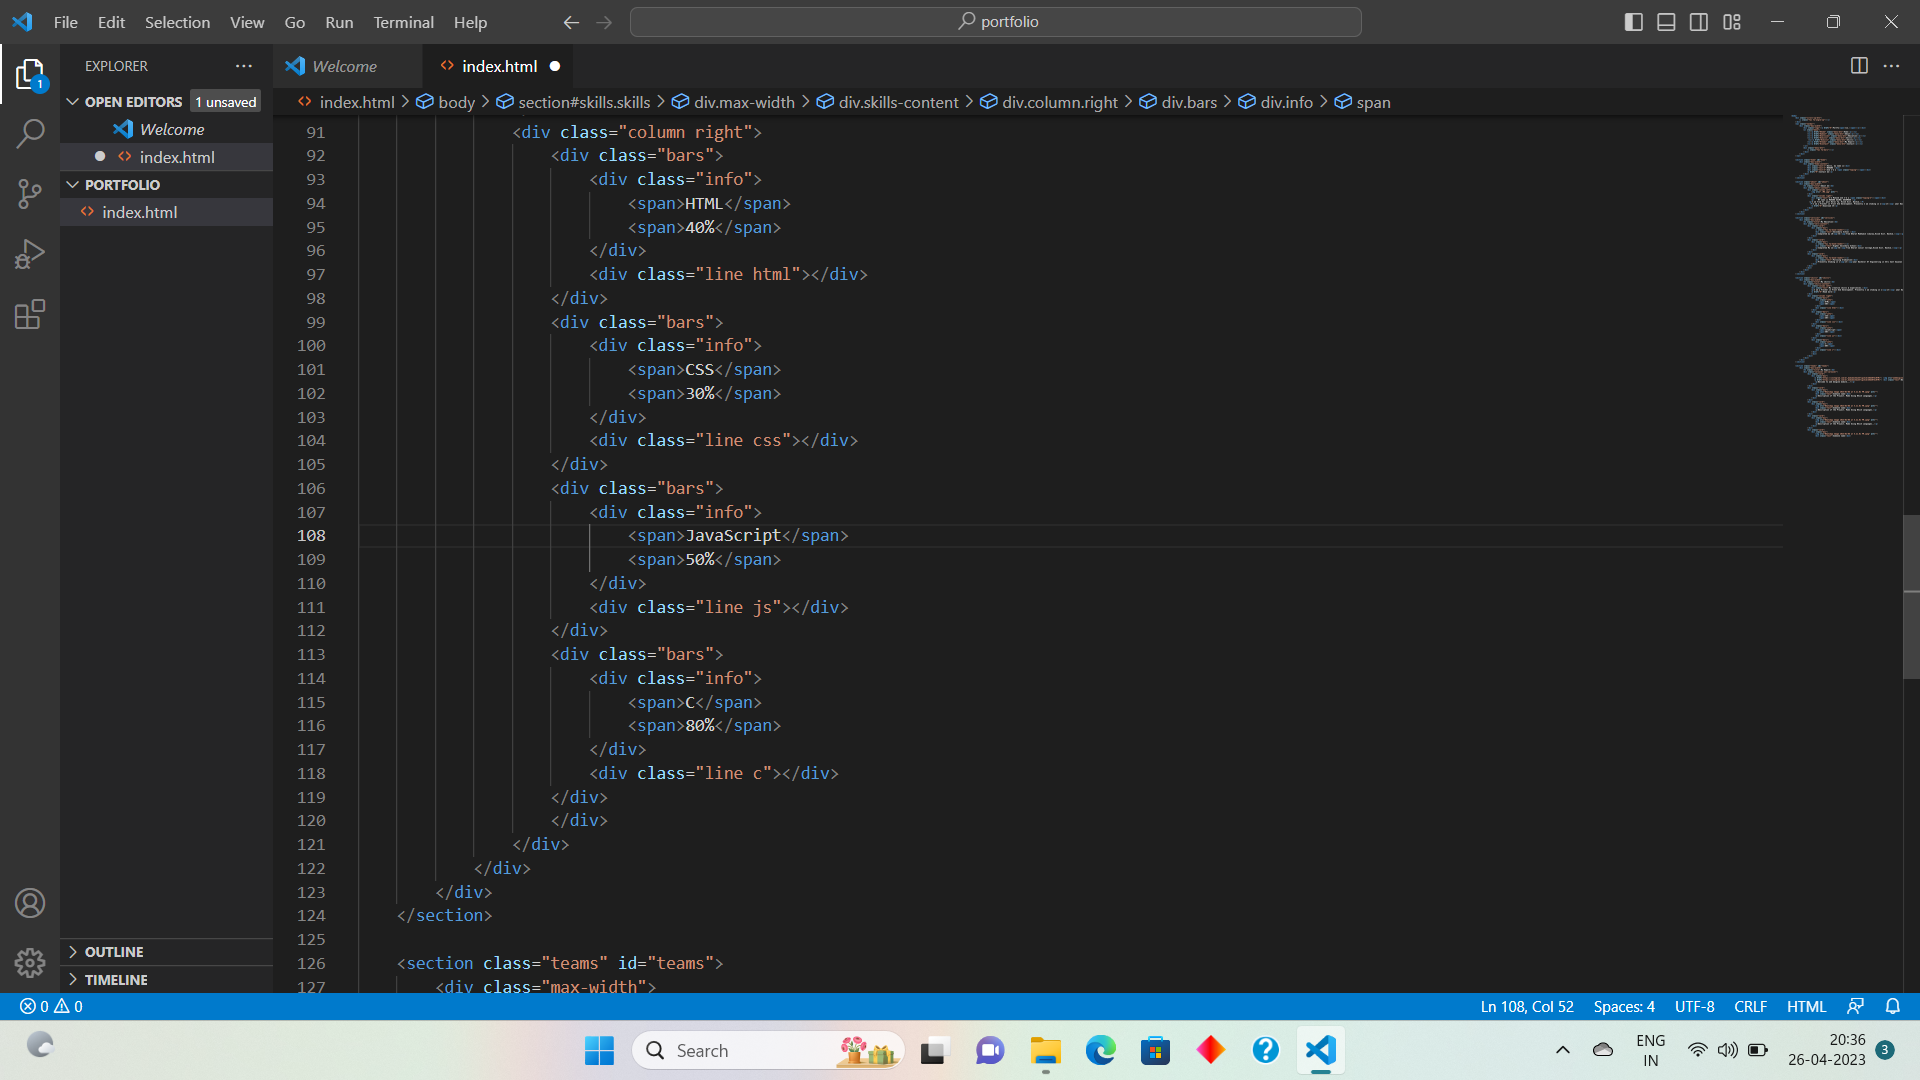 File Edit Selection View Go Run Terminal Help
portfolio
EXPLORER
OPEN EDITORS 1 unsaved
Welcome
index.html
PORTFOLIO
index.html
OUTLINE
TIMELINE
1
Welcome
index.html
index.html > body > section#skills.skills > div.max-width > div.skills-content > div.column.right > div.bars > div.info > span
91 <div class="column right">
92 <div class="bars">
93 <div class="info">
94 <span>HTML</span>
95 <span>40%</span>
96 </div>
97 <div class="line html"></div>
98 </div>
99 <div class="bars">
100 <div class="info">
101 <span>CSS</span>
102 <span>30%</span>
103 </div>
104 <div class="line css"></div>
105 </div>
106 <div class="bars">
107 <div class="info">
108 <span>JavaScript</span>
109 <span>50%</span>
110 </div>
111 <div class="line js"></div>
112 </div>
113 <div class="bars">
114 <div class="info">
115 <span>C</span>
116 <span>80%</span>
117 </div>
118 <div class="line c"></div>
119 </div>
120 </div>
121 </div>
122 </div>
123 </div>
124 </section>
125
126 <section class="teams" id="teams">
127 <div class="max-width">
0 0
Ln 108, Col 52 Spaces: 4 UTF-8 CRLF HTML
Search
ENG
IN
20:36
26-04-2023
3